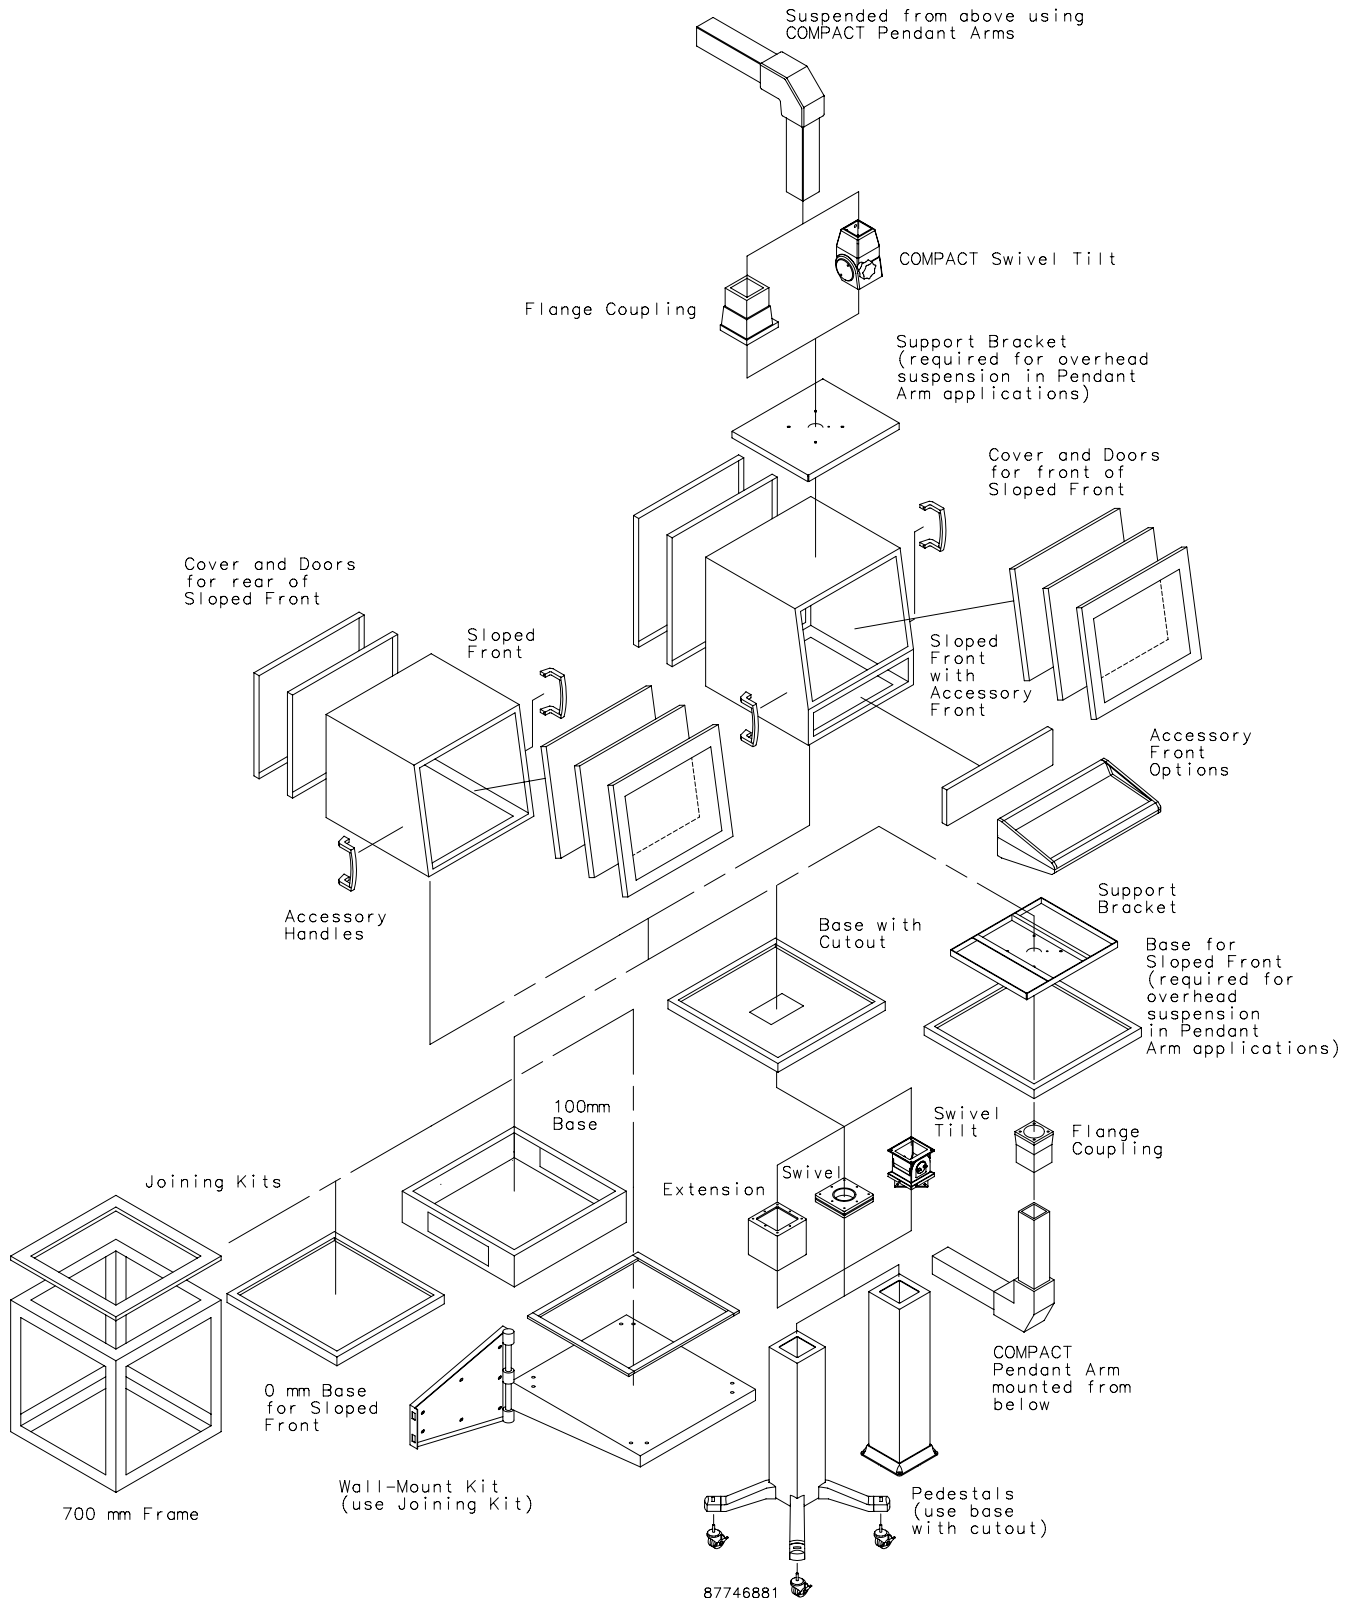 Suspended from above using
COMPACT Pendant Arms
COMPACT Swivel Tilt
Flange Coupling
Support Bracket
(required for overhead
suspension in Pendant
Arm applications)
Cover and Doors
for front of
Sloped Front
Cover and Doors
for rear of
Sloped Front
Sloped
Front
Sloped
Front
with
Accessory
Front
Accessory
Front
Options
Accessory
Handles
Support
Bracket
Base with
Cutout
Base for
Sloped Front
(required for
overhead
suspension
in Pendant
Arm applications)
100mm
Base
Swivel
Tilt
Flange
Coupling
Swivel
Extension
Joining Kits
COMPACT
Pendant Arm
mounted from
below
0 mm Base
for Sloped
Front
Wall-Mount Kit
(use Joining Kit)
Pedestals
(use base
with cutout)
700 mm Frame
87746881